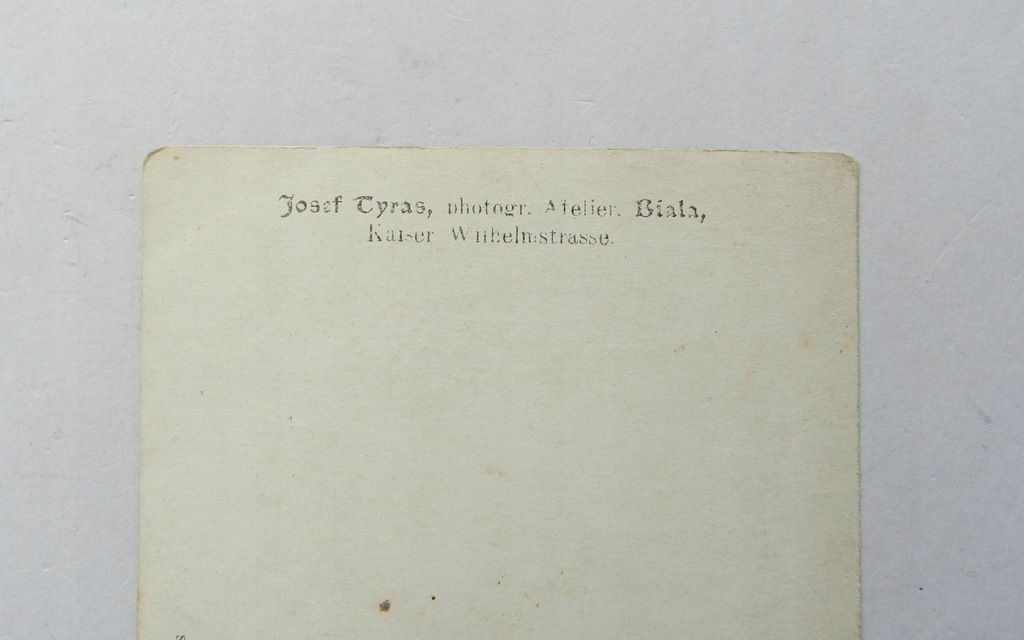 Josef Tyras, photogr. Atelier. Biala,
Kaiser Wilhelmstrasse.